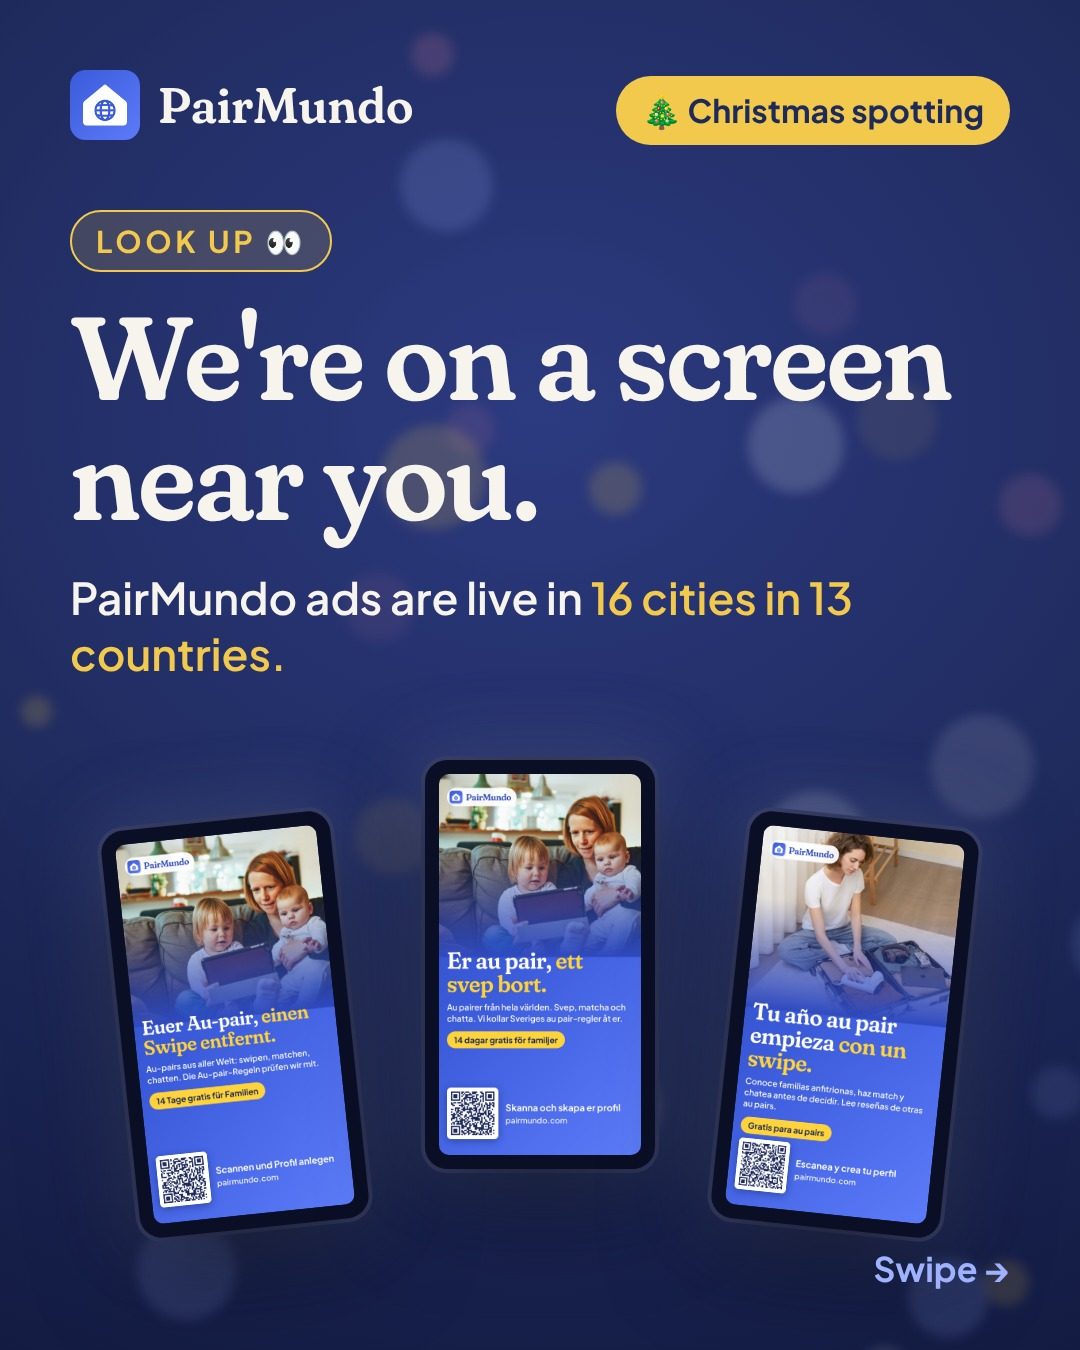 PairMundo
🎄 Christmas spotting
LOOK UP 👀
We're on a screen
near you.
PairMundo ads are live in 16 cities in 13
countries.
PairMundo
Euer Au-pair, einen
Swipe entfernt.
Au-pairs aus aller Welt: swipen, matchen,
chatten. Die Au-pair-Regeln prüfen wir mit.
14 Tage gratis für Familien
Scannen und Profil anlegen
pairmundo.com
PairMundo
Er au pair, ett
svep bort.
Au pairer från hela världen. Svep, matcha och
chatta. Vi kollar Sveriges au pair-regler åt er.
14 dagar gratis för familjer
Skanna och skapa er profil
pairmundo.com
PairMundo
Tu año au pair
empieza con un
swipe.
Conoce familias anfitrionas, haz match y
chatea antes de decidir. Lee reseñas de otras
au pairs.
Gratis para au pairs
Escanea y crea tu perfil
pairmundo.com
Swipe →